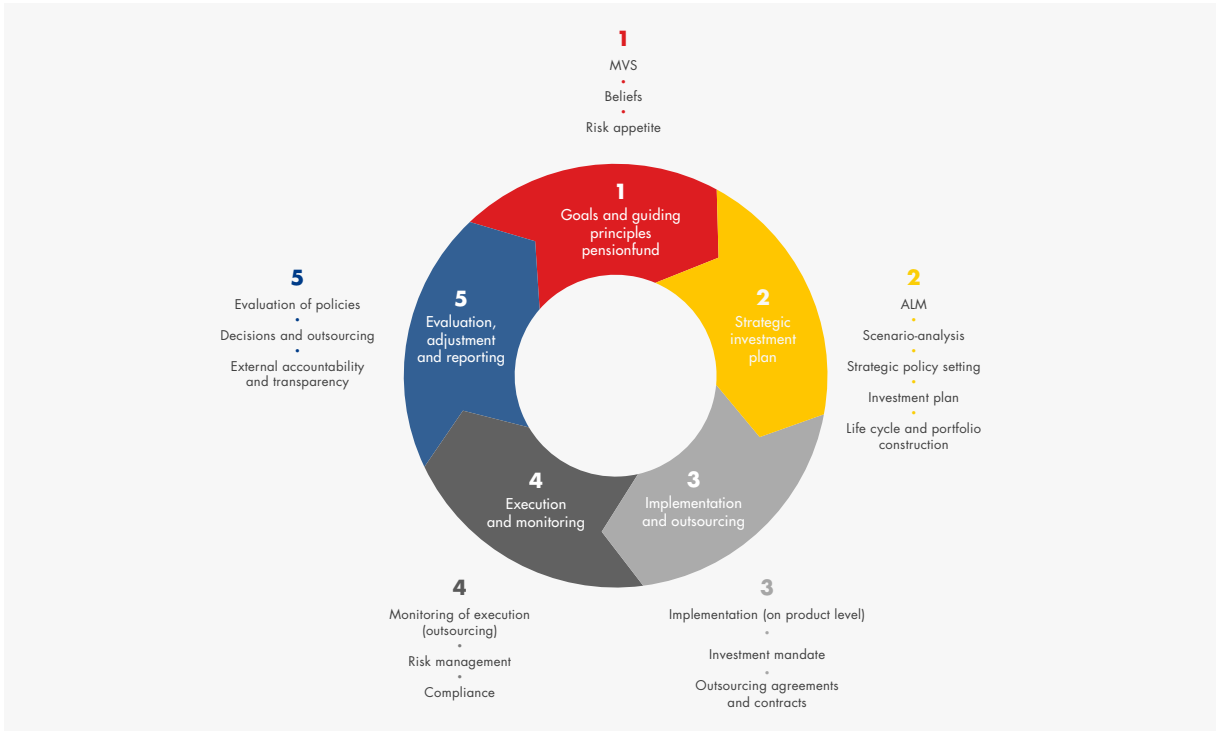 1
MVS
Beliefs
Risk appetite
1
Goals and guiding
principles
pensionfund
2
Strategic
investment
plan
3
Implementation
and outsourcing
4
Execution
and monitoring
5
Evaluation,
adjustment
and reporting
2
ALM
Scenario-analysis
Strategic policy setting
Investment plan
Life cycle and portfolio
construction
3
Implementation (on product level)
Investment mandate
Outsourcing agreements
and contracts
4
Monitoring of execution
(outsourcing)
Risk management
Compliance
5
Evaluation of policies
Decisions and outsourcing
External accountability
and transparency